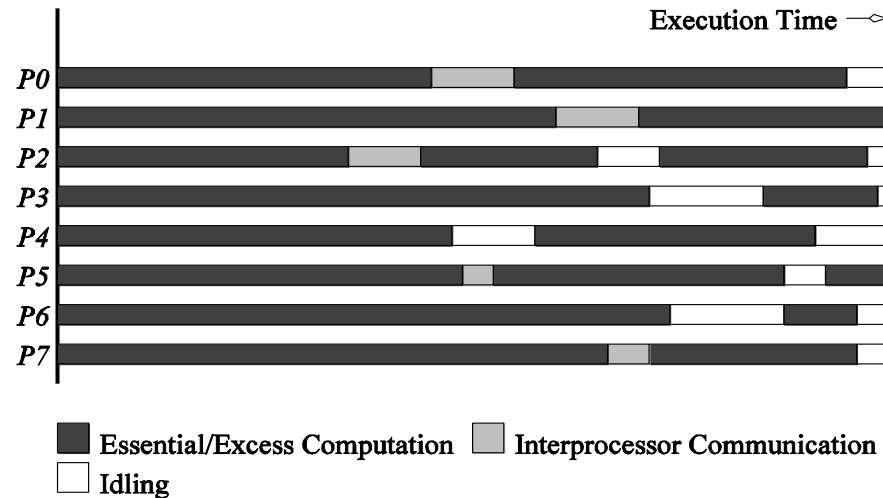 Execution Time
P0
P1
P2
P3
P4
P5
P6
P7
Essential/Excess Computation
Interprocessor Communication
Idling